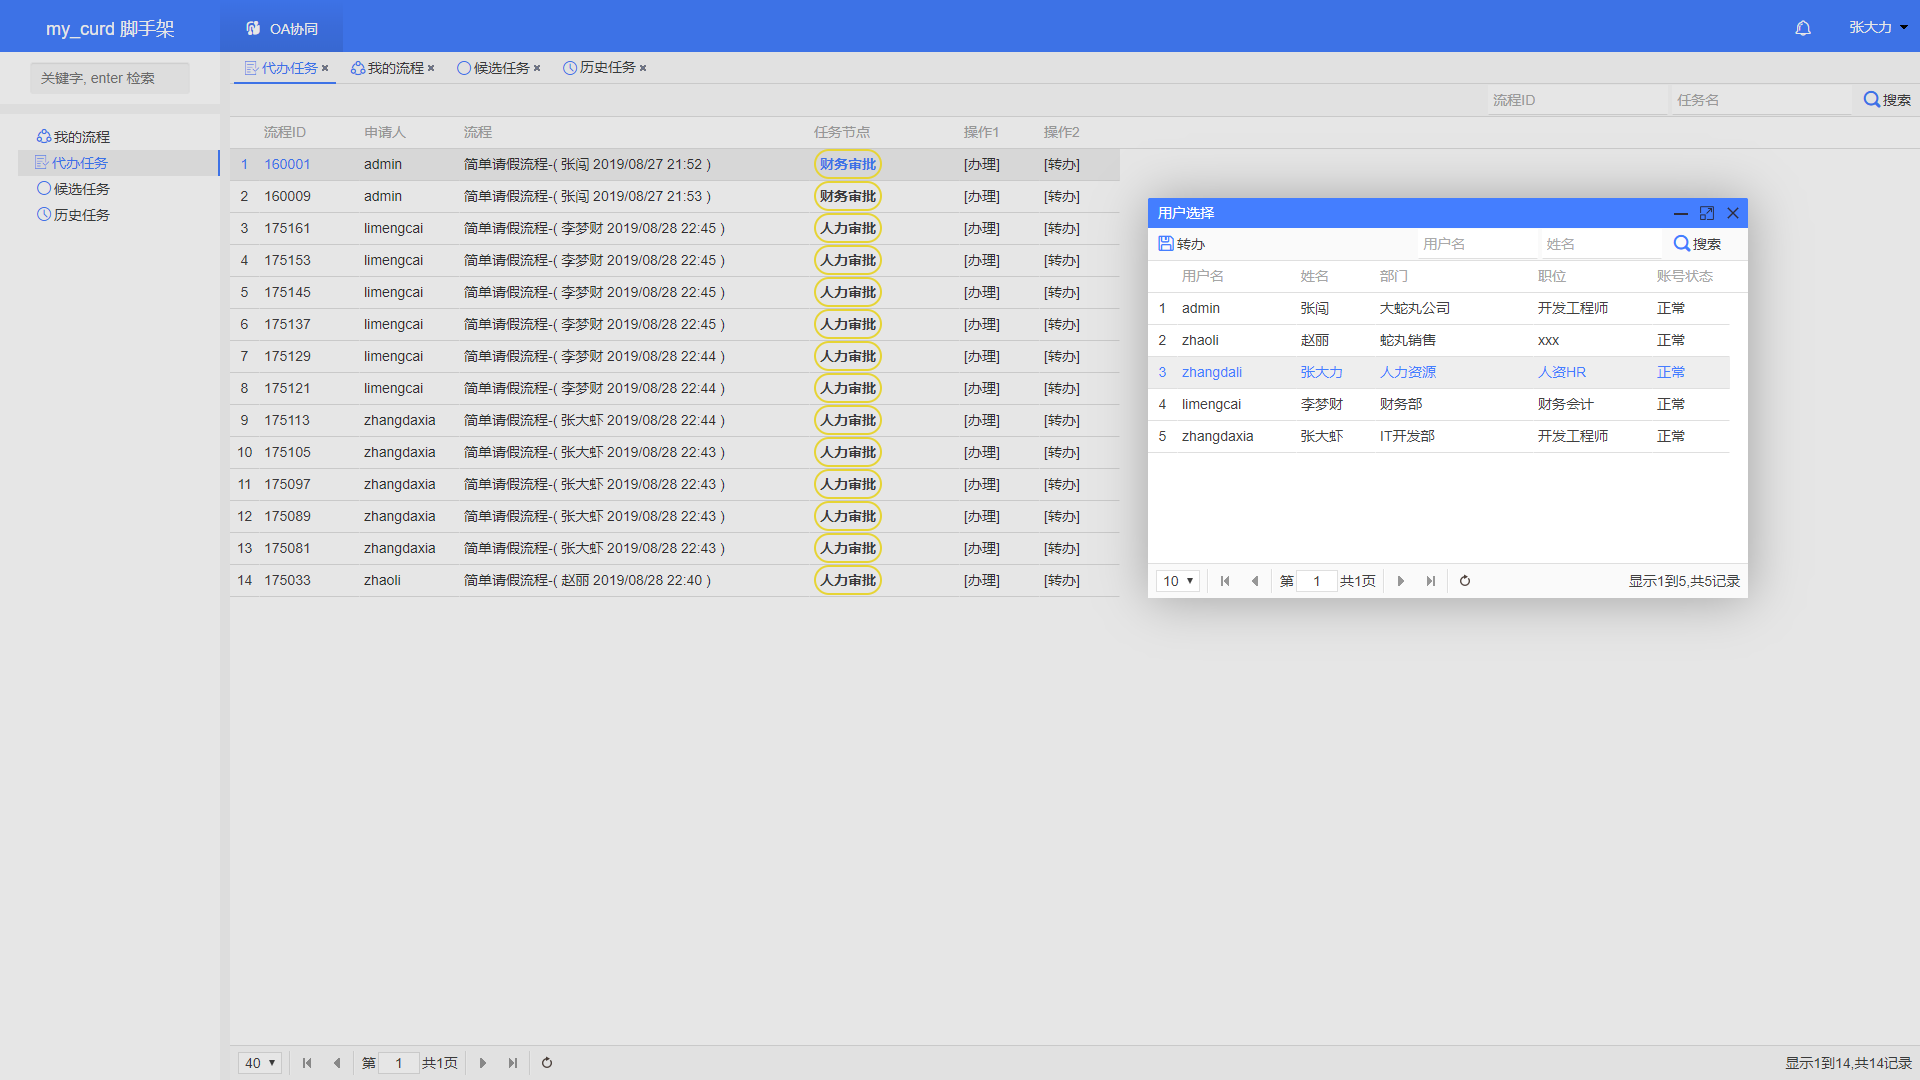 my_curd 脚手架
OA协同
张大力
关键字, enter 检索
我的流程
代办任务
候选任务
历史任务
代办任务 我的流程 候选任务 历史任务
流程ID 任务名 搜索
流程ID 申请人 流程 任务节点 操作1 操作2
1 160001 admin 简单请假流程-( 张闯 2019/08/27 21:52 ) 财务审批 [办理] [转办]
2 160009 admin 简单请假流程-( 张闯 2019/08/27 21:53 ) 财务审批 [办理] [转办]
3 175161 limengcai 简单请假流程-( 李梦财 2019/08/28 22:45 ) 人力审批 [办理] [转办]
4 175153 limengcai 简单请假流程-( 李梦财 2019/08/28 22:45 ) 人力审批 [办理] [转办]
5 175145 limengcai 简单请假流程-( 李梦财 2019/08/28 22:45 ) 人力审批 [办理] [转办]
6 175137 limengcai 简单请假流程-( 李梦财 2019/08/28 22:45 ) 人力审批 [办理] [转办]
7 175129 limengcai 简单请假流程-( 李梦财 2019/08/28 22:44 ) 人力审批 [办理] [转办]
8 175121 limengcai 简单请假流程-( 李梦财 2019/08/28 22:44 ) 人力审批 [办理] [转办]
9 175113 zhangdaxia 简单请假流程-( 张大虾 2019/08/28 22:44 ) 人力审批 [办理] [转办]
10 175105 zhangdaxia 简单请假流程-( 张大虾 2019/08/28 22:43 ) 人力审批 [办理] [转办]
11 175097 zhangdaxia 简单请假流程-( 张大虾 2019/08/28 22:43 ) 人力审批 [办理] [转办]
12 175089 zhangdaxia 简单请假流程-( 张大虾 2019/08/28 22:43 ) 人力审批 [办理] [转办]
13 175081 zhangdaxia 简单请假流程-( 张大虾 2019/08/28 22:43 ) 人力审批 [办理] [转办]
14 175033 zhaoli 简单请假流程-( 赵丽 2019/08/28 22:40 ) 人力审批 [办理] [转办]
40 第 1 共1页 显示1到14,共14记录
用户选择
转办 用户名 姓名 搜索
用户名 姓名 部门 职位 账号状态
1 admin 张闯 大蛇丸公司 开发工程师 正常
2 zhaoli 赵丽 蛇丸销售 xxx 正常
3 zhangdali 张大力 人力资源 人资HR 正常
4 limengcai 李梦财 财务部 财务会计 正常
5 zhangdaxia 张大虾 IT开发部 开发工程师 正常
10 第 1 共1页 显示1到5,共5记录